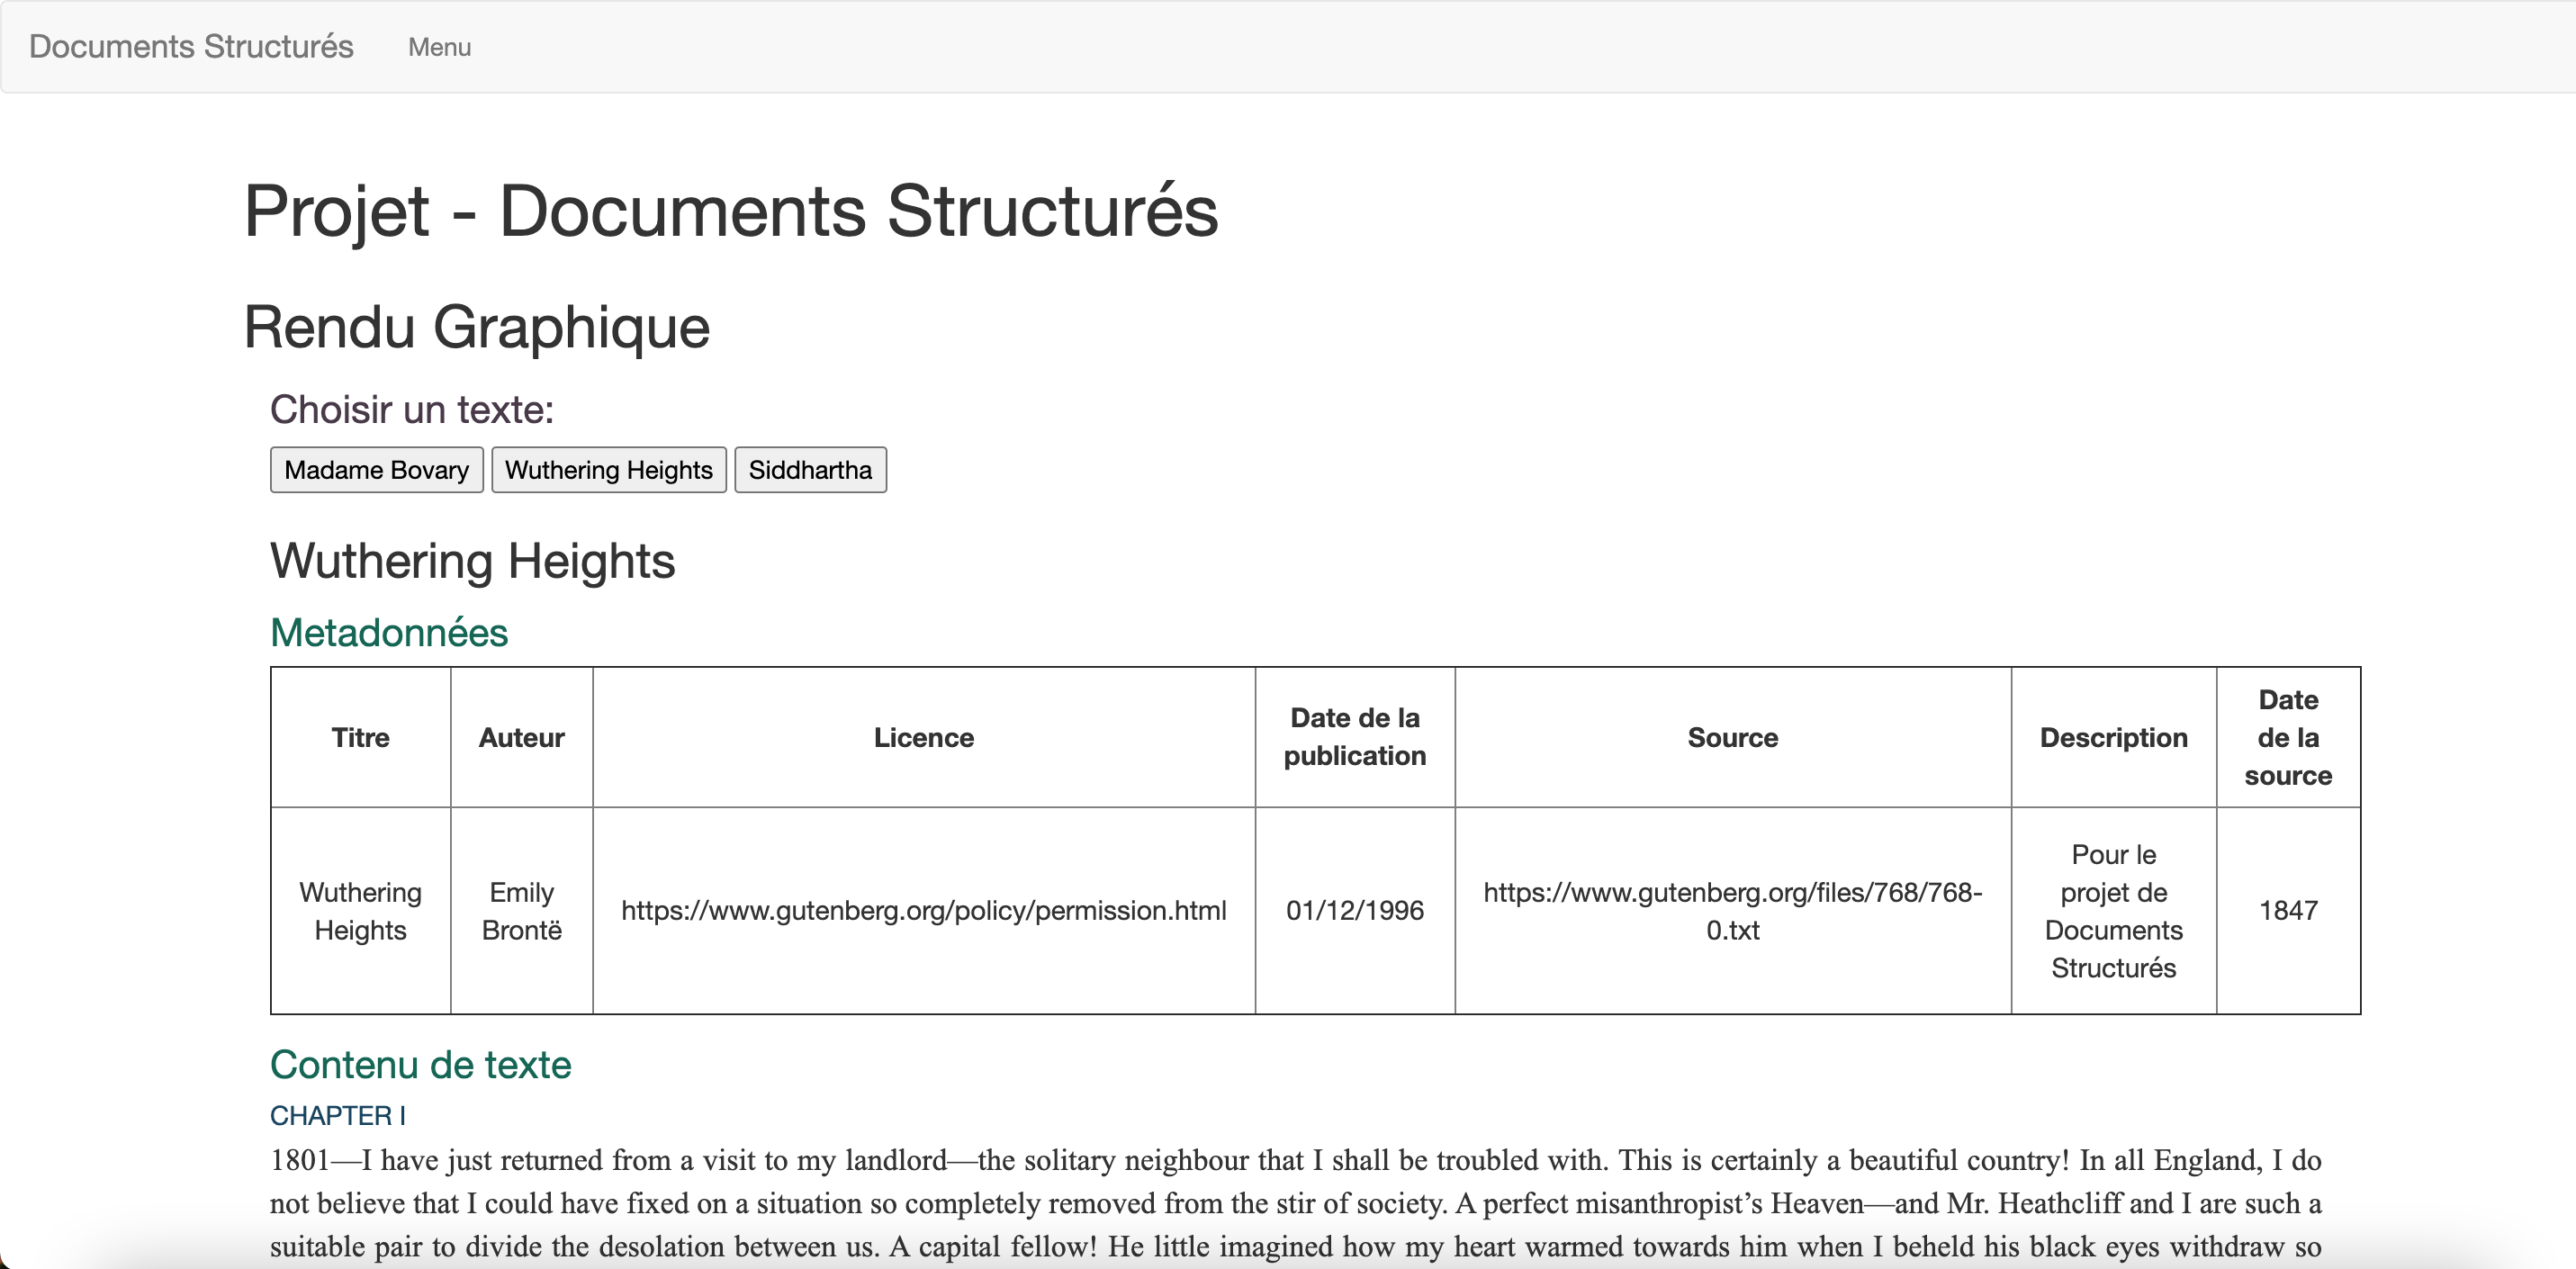 Documents Structurés Menu
Projet - Documents Structurés
Rendu Graphique
Choisir un texte:
Madame Bovary Wuthering Heights Siddhartha
Wuthering Heights
Metadonnées
Titre Auteur Licence Date de la publication Source Description Date de la source
Wuthering Heights Emily Brontë https://www.gutenberg.org/policy/permission.html 01/12/1996 https://www.gutenberg.org/files/768/768-0.txt Pour le projet de Documents Structurés 1847
Contenu de texte
CHAPTER I
1801—I have just returned from a visit to my landlord—the solitary neighbour that I shall be troubled with. This is certainly a beautiful country! In all England, I do
not believe that I could have fixed on a situation so completely removed from the stir of society. A perfect misanthropist’s Heaven—and Mr. Heathcliff and I are such a
suitable pair to divide the desolation between us. A capital fellow! He little imagined how my heart warmed towards him when I beheld his black eyes withdraw so